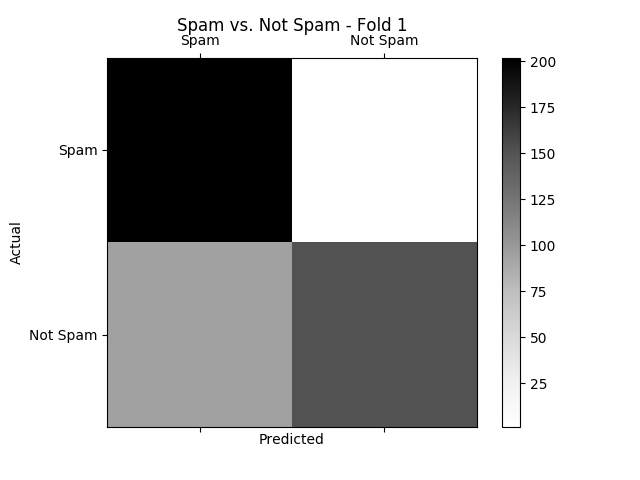 Spam vs. Not Spam - Fold 1
Spam Not Spam
Spam
Not Spam
Actual
Predicted
200
175
150
125
100
75
50
25